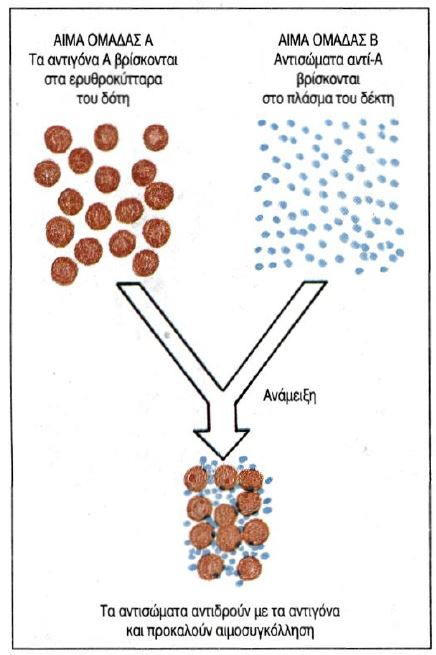 ΑΙΜΑ ΟΜΑΔΑΣ Α
Τα αντιγόνα Α βρίσκονται
στα ερυθροκύτταρα
του δότη
ΑΙΜΑ ΟΜΑΔΑΣ Β
Αντισώματα αντί-Α
βρίσκονται
στο πλάσμα του δέκτη
Ανάμειξη
Τα αντισώματα αντιδρούν με τα αντιγόνα
και προκαλούν αιμοσυγκόλληση